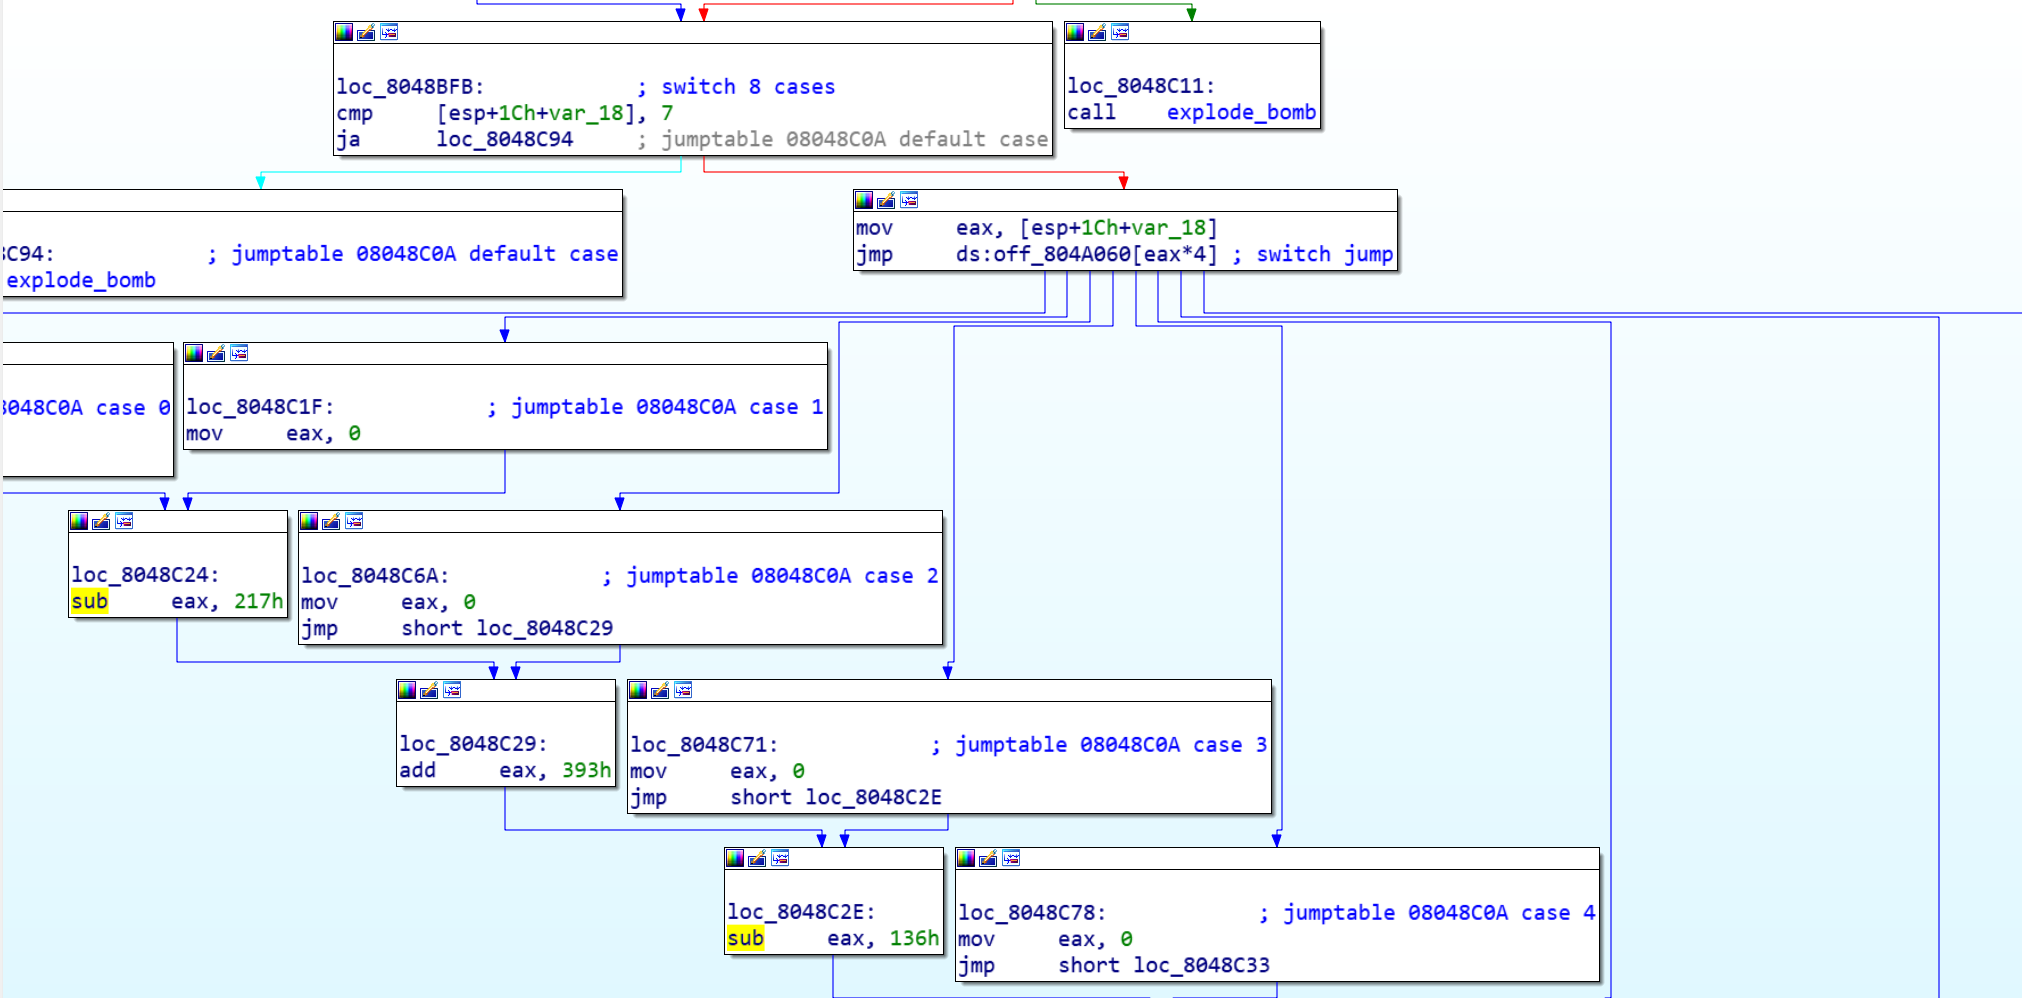 loc_8048BFB: ; switch 8 cases
cmp [esp+1Ch+var_18], 7
ja loc_8048C94 ; jumptable 08048C0A default case
loc_8048C11:
call explode_bomb
C94: ; jumptable 08048C0A default case
explode_bomb
mov eax, [esp+1Ch+var_18]
jmp ds:off_804A060[eax*4] ; switch jump
8048C0A case 0
loc_8048C1F: ; jumptable 08048C0A case 1
mov eax, 0
loc_8048C24:
sub eax, 217h
loc_8048C6A: ; jumptable 08048C0A case 2
mov eax, 0
jmp short loc_8048C29
loc_8048C29:
add eax, 393h
loc_8048C71: ; jumptable 08048C0A case 3
mov eax, 0
jmp short loc_8048C2E
loc_8048C2E:
sub eax, 136h
loc_8048C78: ; jumptable 08048C0A case 4
mov eax, 0
jmp short loc_8048C33